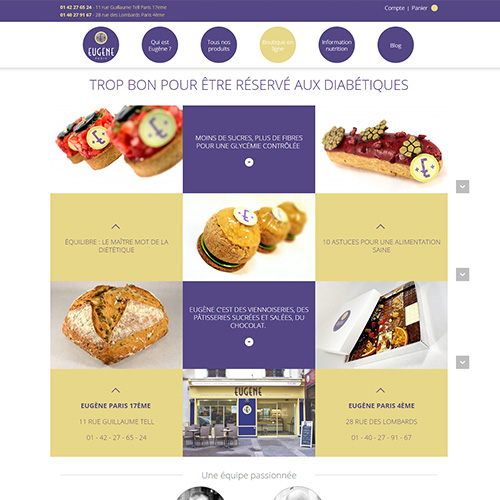 01 42 27 65 24 - 11 rue Guillaume Tell Paris 17ème
01 40 27 91 67 - 28 rue des Lombards Paris 4ème
Compte | Panier
EUGÈNE
PARIS
Qui est
Eugène ?
Tous nos
produits
Boutique en
ligne
Information
nutrition
Blog
TROP BON POUR ÊTRE RÉSERVÉ AUX DIABÉTIQUES
MOINS DE SUCRES, PLUS DE FIBRES
POUR UNE GLYCÉMIE CONTRÔLÉE
ÉQUILIBRE : LE MAÎTRE MOT DE LA
DIÉTÉTIQUE
10 ASTUCES POUR UNE ALIMENTATION
SAINE
EUGÈNE C'EST DES VIENNOISERIES, DES
PÂTISSERIES SUCRÉES ET SALÉES, DU
CHOCOLAT.
EUGÈNE PARIS 17ÈME
11 RUE GUILLAUME TELL
01 - 42 - 27 - 65 - 24
EUGÈNE
EUGÈNE PARIS 4ÈME
28 RUE DES LOMBARDS
01 - 40 - 27 - 91 - 67
Une équipe passionnée